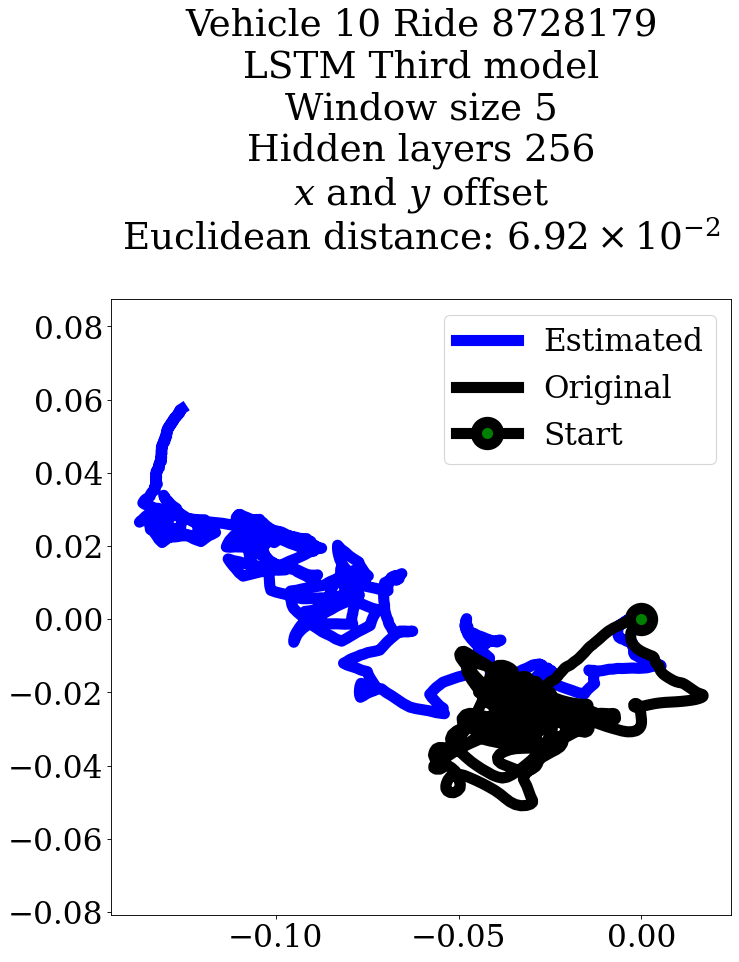 Vehicle 10 Ride 8728179
LSTM Third model
Window size 5
Hidden layers 256
x and y offset
Euclidean distance: 6.92 × 10⁻²
Estimated
Original
Start
0.08
0.06
0.04
0.02
0.00
−0.02
−0.04
−0.06
−0.08
−0.10
−0.05
0.00